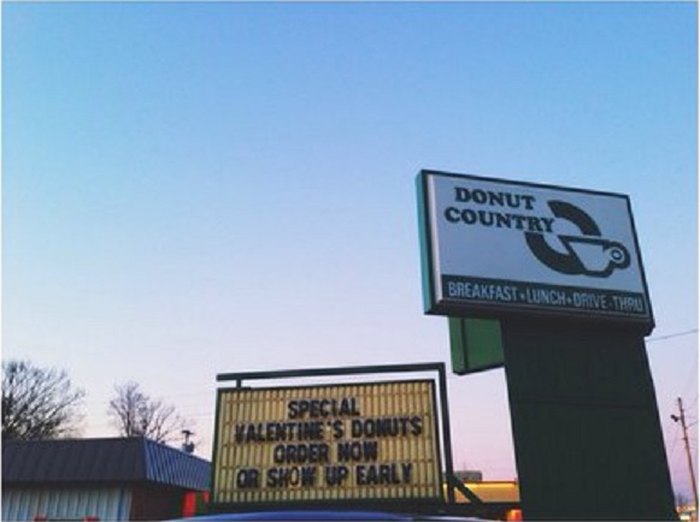 DONUT
COUNTRY
BREAKFAST • LUNCH • DRIVE-THRU
SPECIAL
VALENTINE'S DONUTS
ORDER NOW
OR SHOW UP EARLY